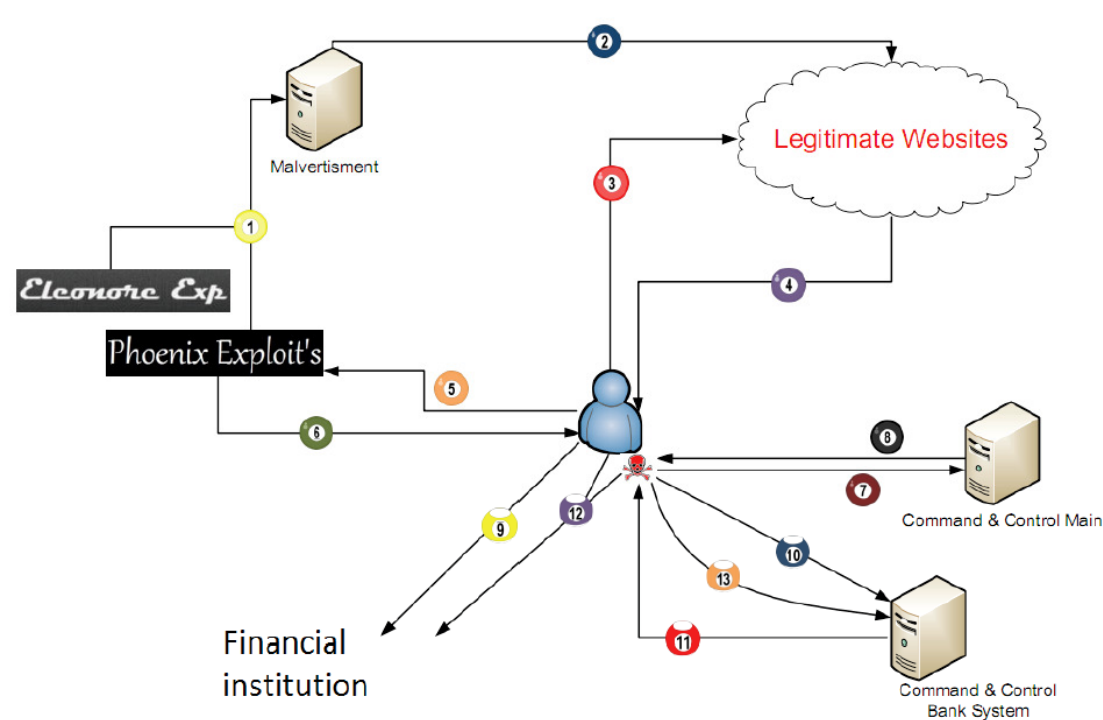 2
Malvertisment
Legitimate Websites
3
1
Eleonore Exp
4
Phoenix Exploit's
5
6
8
7
Command & Control Main
9
12
10
13
11
Financial
institution
Command & Control
Bank System